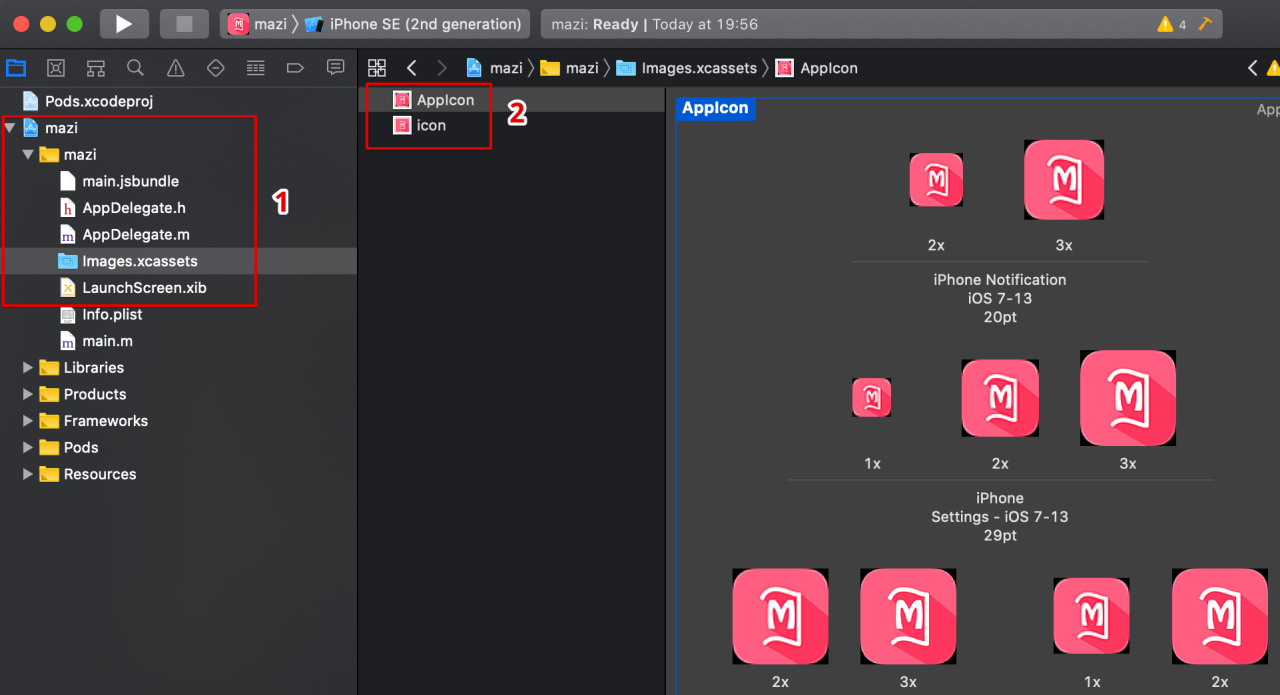 mazi 〉 iPhone SE (2nd generation)
mazi: Ready | Today at 19:56
4
mazi 〉 mazi 〉 Images.xcassets 〉 AppIcon
Pods.xcodeproj
mazi
mazi
main.jsbundle
h AppDelegate.h
m AppDelegate.m
Images.xcassets
LaunchScreen.xib
Info.plist
m main.m
Libraries
Products
Frameworks
Pods
Resources
1
AppIcon
icon
2
AppIcon
App
M M
2x 3x
iPhone Notification
iOS 7-13
20pt
M M M
1x 2x 3x
iPhone
Settings - iOS 7-13
29pt
M M M M
2x 3x 1x 2x